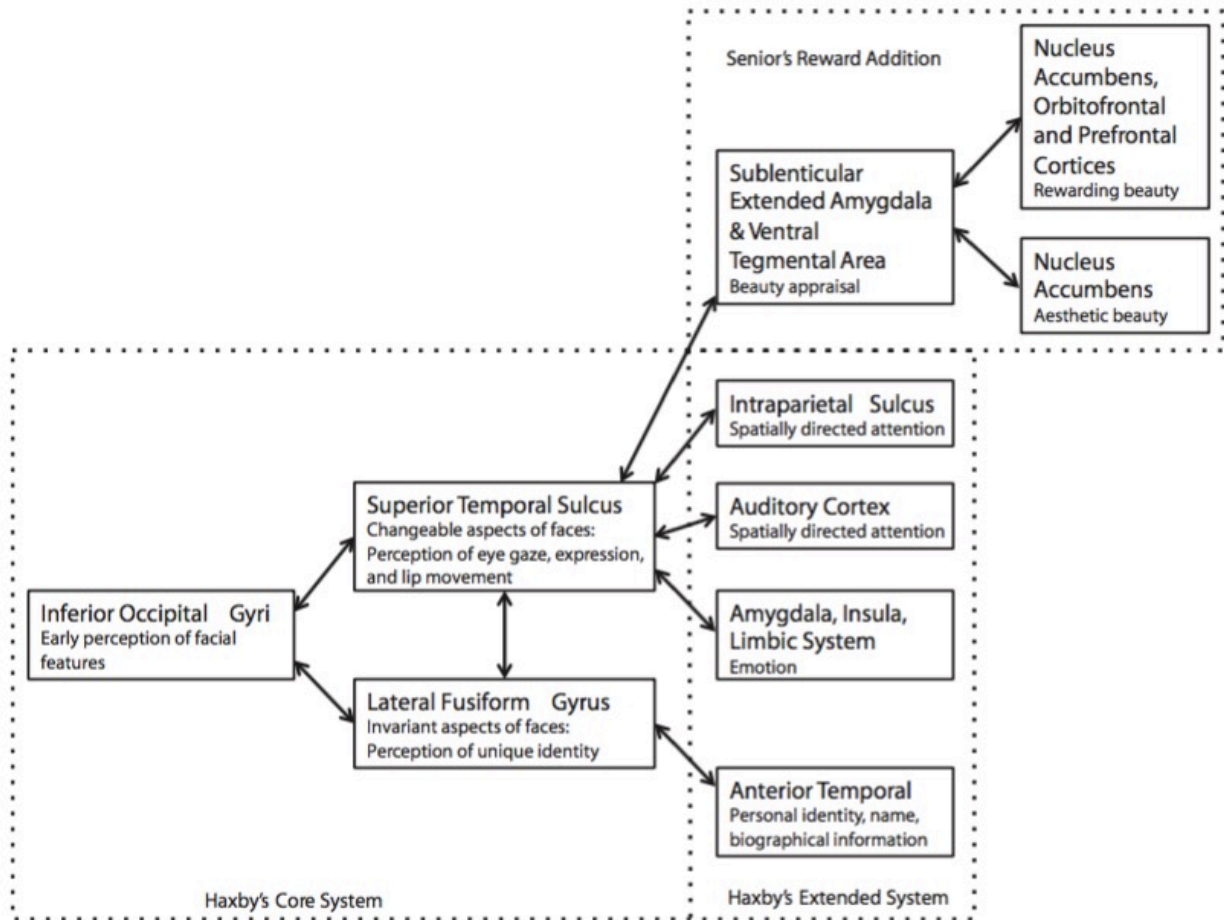 Senior's Reward Addition
Nucleus
Accumbens,
Orbitofrontal
and Prefrontal
Cortices
Rewarding beauty
Sublenticular
Extended Amygdala
& Ventral
Tegmental Area
Beauty appraisal
Nucleus
Accumbens
Aesthetic beauty
Intraparietal Sulcus
Spatially directed attention
Superior Temporal Sulcus
Changeable aspects of faces:
Perception of eye gaze, expression,
and lip movement
Auditory Cortex
Spatially directed attention
Inferior Occipital Gyri
Early perception of facial
features
Amygdala, Insula,
Limbic System
Emotion
Lateral Fusiform Gyrus
Invariant aspects of faces:
Perception of unique identity
Anterior Temporal
Personal identity, name,
biographical information
Haxby's Core System
Haxby's Extended System